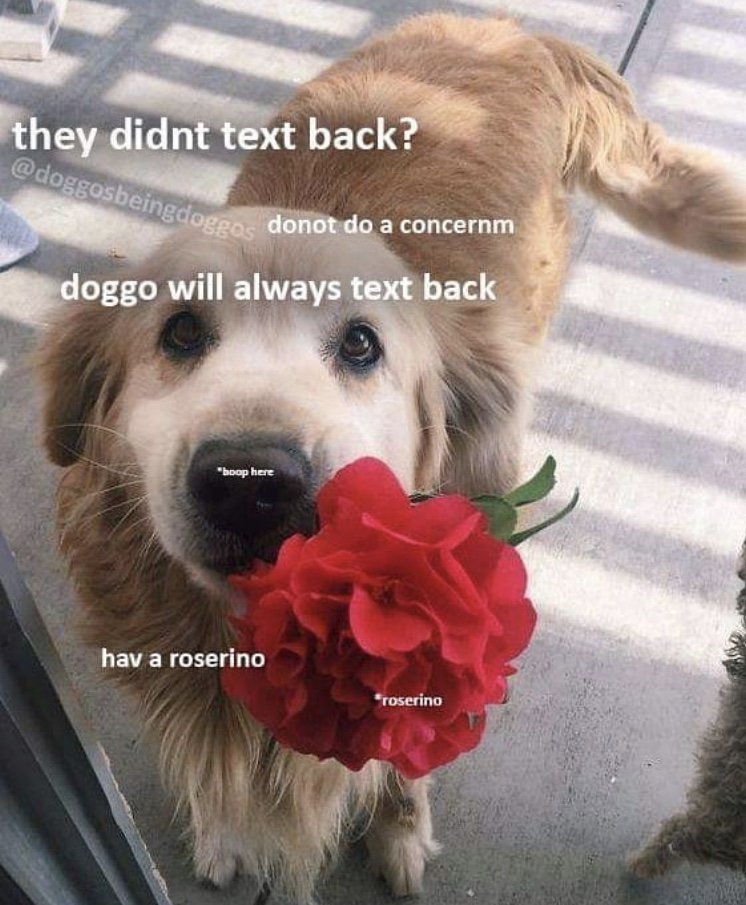 they didnt text back?
@doggosbeingdoggos
donot do a concernm
doggo will always text back
*boop here
hav a roserino
*roserino